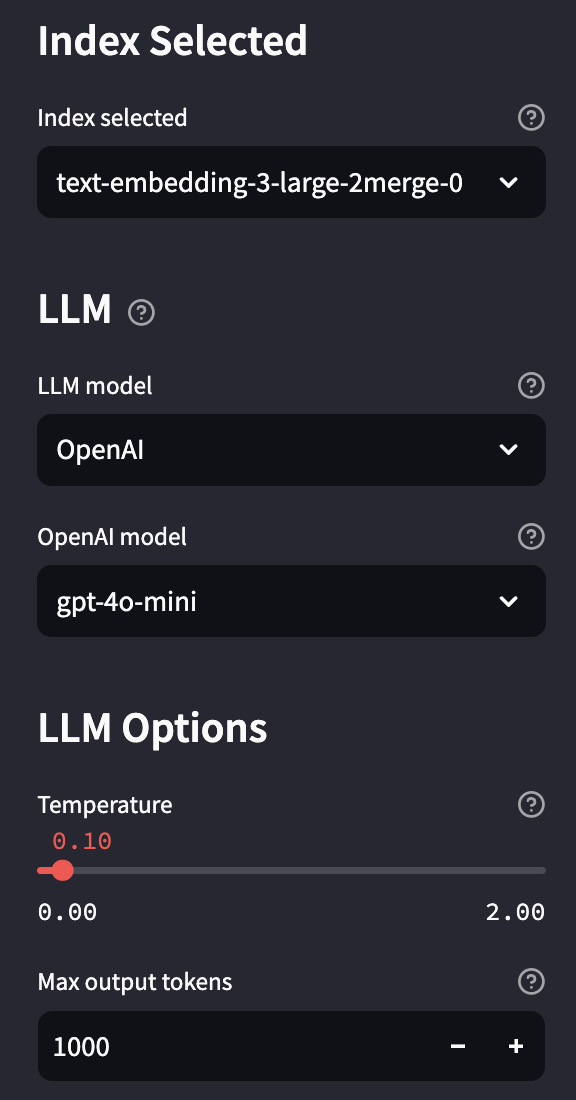 Index Selected
Index selected
text-embedding-3-large-2merge-0
LLM
LLM model
OpenAI
OpenAI model
gpt-4o-mini
LLM Options
Temperature
0.10
0.00 2.00
Max output tokens
1000 − +